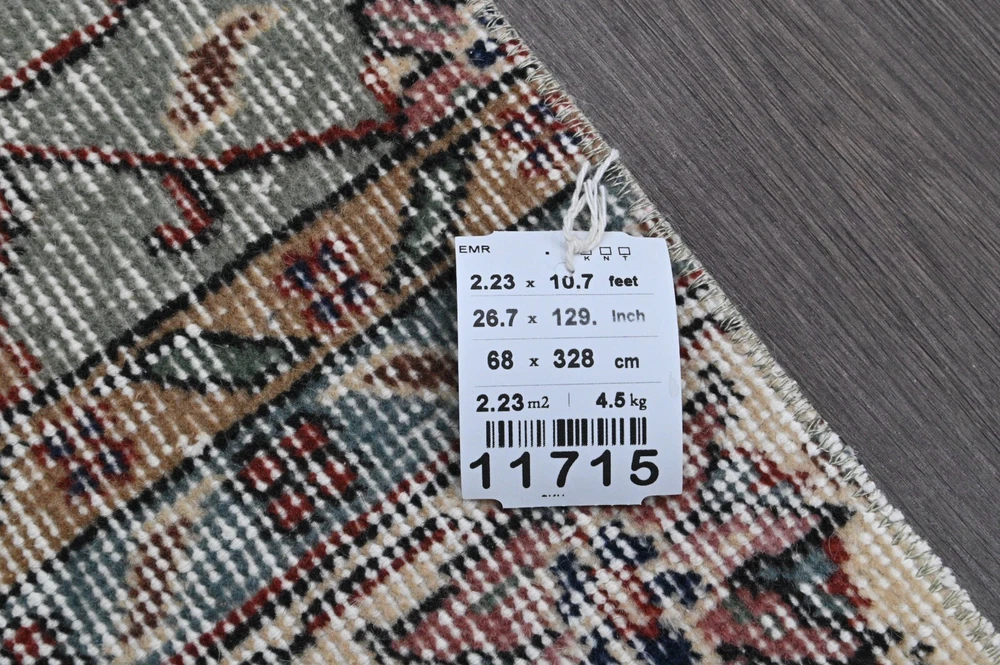 EMR
K N T
2.23 x 10.7 feet
26.7 x 129. Inch
68 x 328 cm
2.23 m2 | 4.5 kg
11715